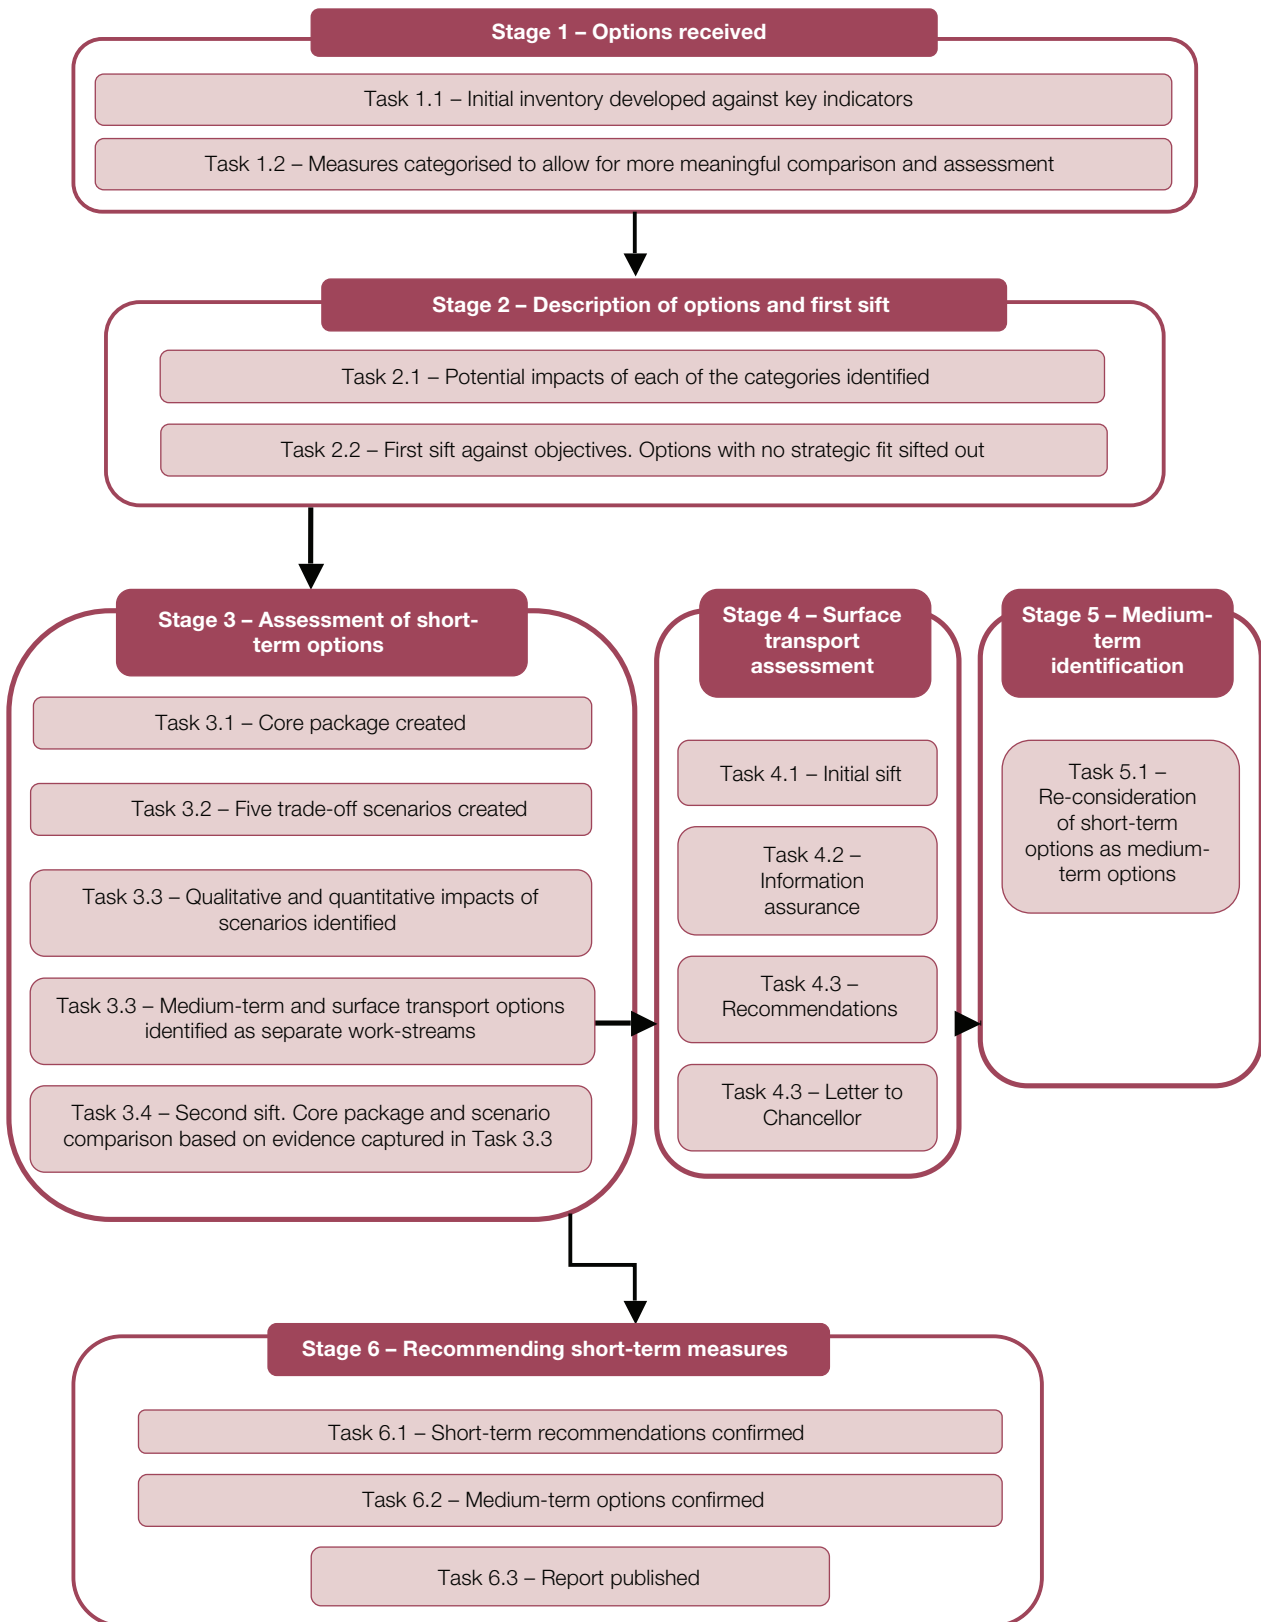 Stage 1 – Options received
Task 1.1 – Initial inventory developed against key indicators
Task 1.2 – Measures categorised to allow for more meaningful comparison and assessment
Stage 2 – Description of options and first sift
Task 2.1 – Potential impacts of each of the categories identified
Task 2.2 – First sift against objectives. Options with no strategic fit sifted out
Stage 3 – Assessment of short-
term options
Task 3.1 – Core package created
Task 3.2 – Five trade-off scenarios created
Task 3.3 – Qualitative and quantitative impacts of
scenarios identified
Task 3.3 – Medium-term and surface transport options
identified as separate work-streams
Task 3.4 – Second sift. Core package and scenario
comparison based on evidence captured in Task 3.3
Stage 4 – Surface
transport
assessment
Task 4.1 – Initial sift
Task 4.2 –
Information
assurance
Task 4.3 –
Recommendations
Task 4.3 – Letter to
Chancellor
Stage 5 – Medium-
term
identification
Task 5.1 –
Re-consideration
of short-term
options as medium-
term options
Stage 6 – Recommending short-term measures
Task 6.1 – Short-term recommendations confirmed
Task 6.2 – Medium-term options confirmed
Task 6.3 – Report published